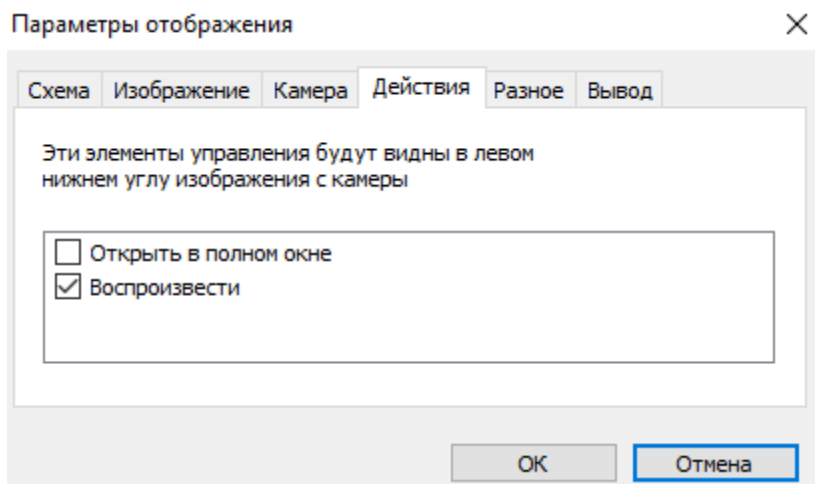 Параметры отображения
Схема Изображение Камера Действия Разное Вывод
Эти элементы управления будут видны в левом
нижнем углу изображения с камеры
Открыть в полном окне
Воспроизвести
ОК Отмена